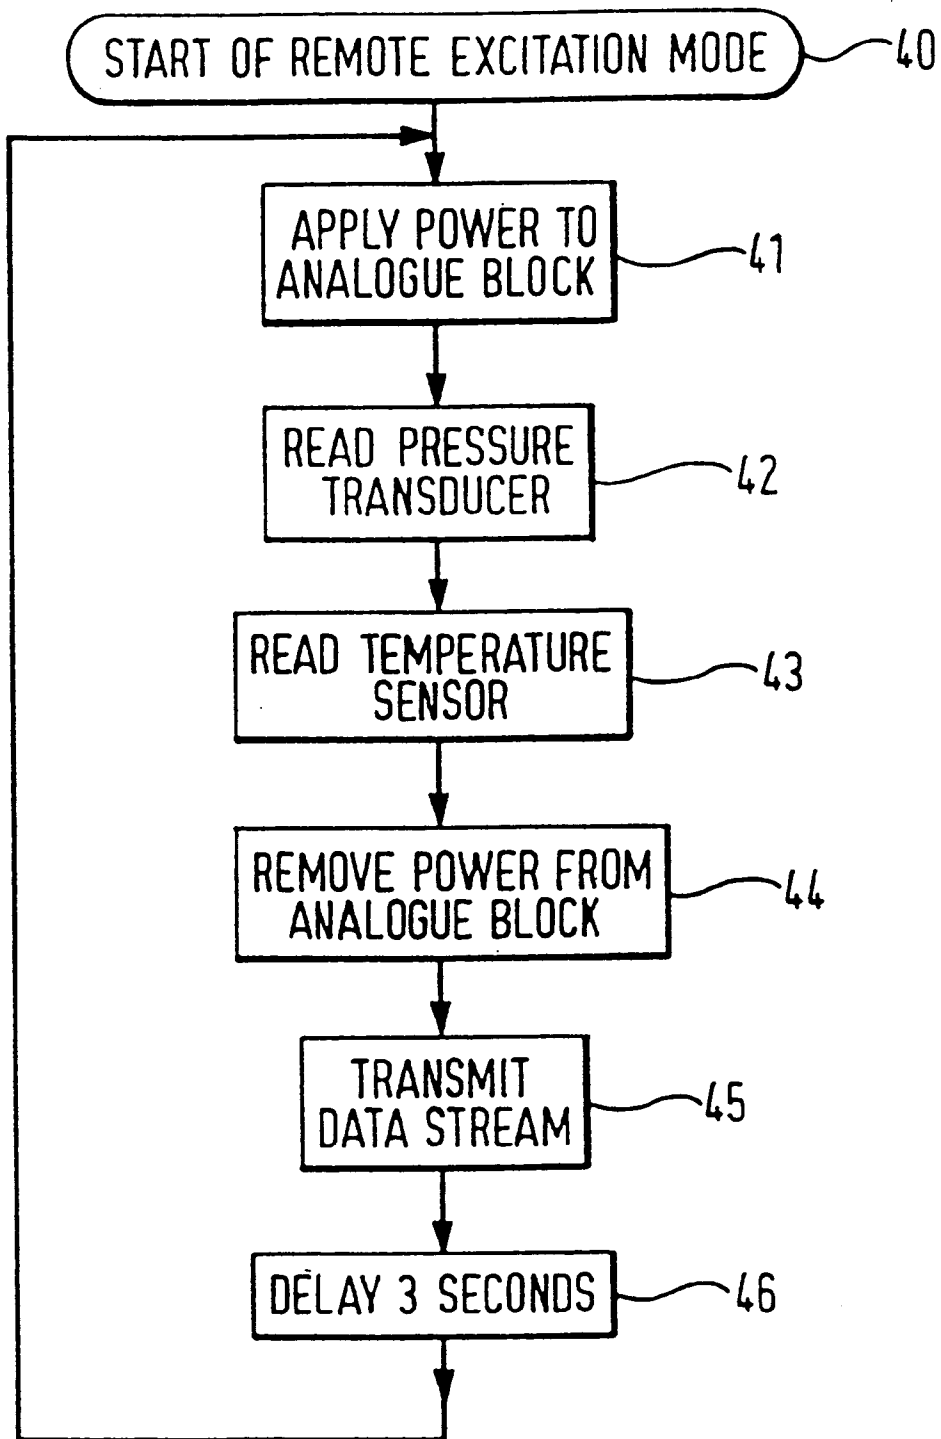 START OF REMOTE EXCITATION MODE
40
APPLY POWER TO
ANALOGUE BLOCK
41
READ PRESSURE
TRANSDUCER
42
READ TEMPERATURE
SENSOR
43
REMOVE POWER FROM
ANALOGUE BLOCK
44
TRANSMIT
DATA STREAM
45
DELAY 3 SECONDS
46